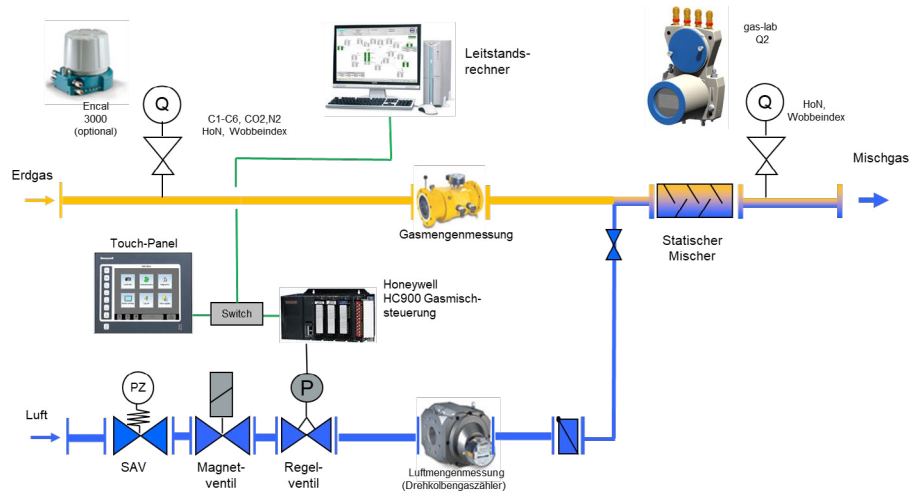 Encal
3000
(optional)
Q
C1-C6, CO2,N2
HoN, Wobbeindex
Leitstands-
rechner
gas-lab
Q2
Q
HoN,
Wobbeindex
Erdgas
Mischgas
Gasmengenmessung
Statischer
Mischer
Touch-Panel
Switch
Honeywell
HC900 Gasmisch-
steuerung
PZ
P
Luft
SAV
Magnet-
ventil
Regel-
ventil
Luftmengenmessung
(Drehkolbengaszähler)